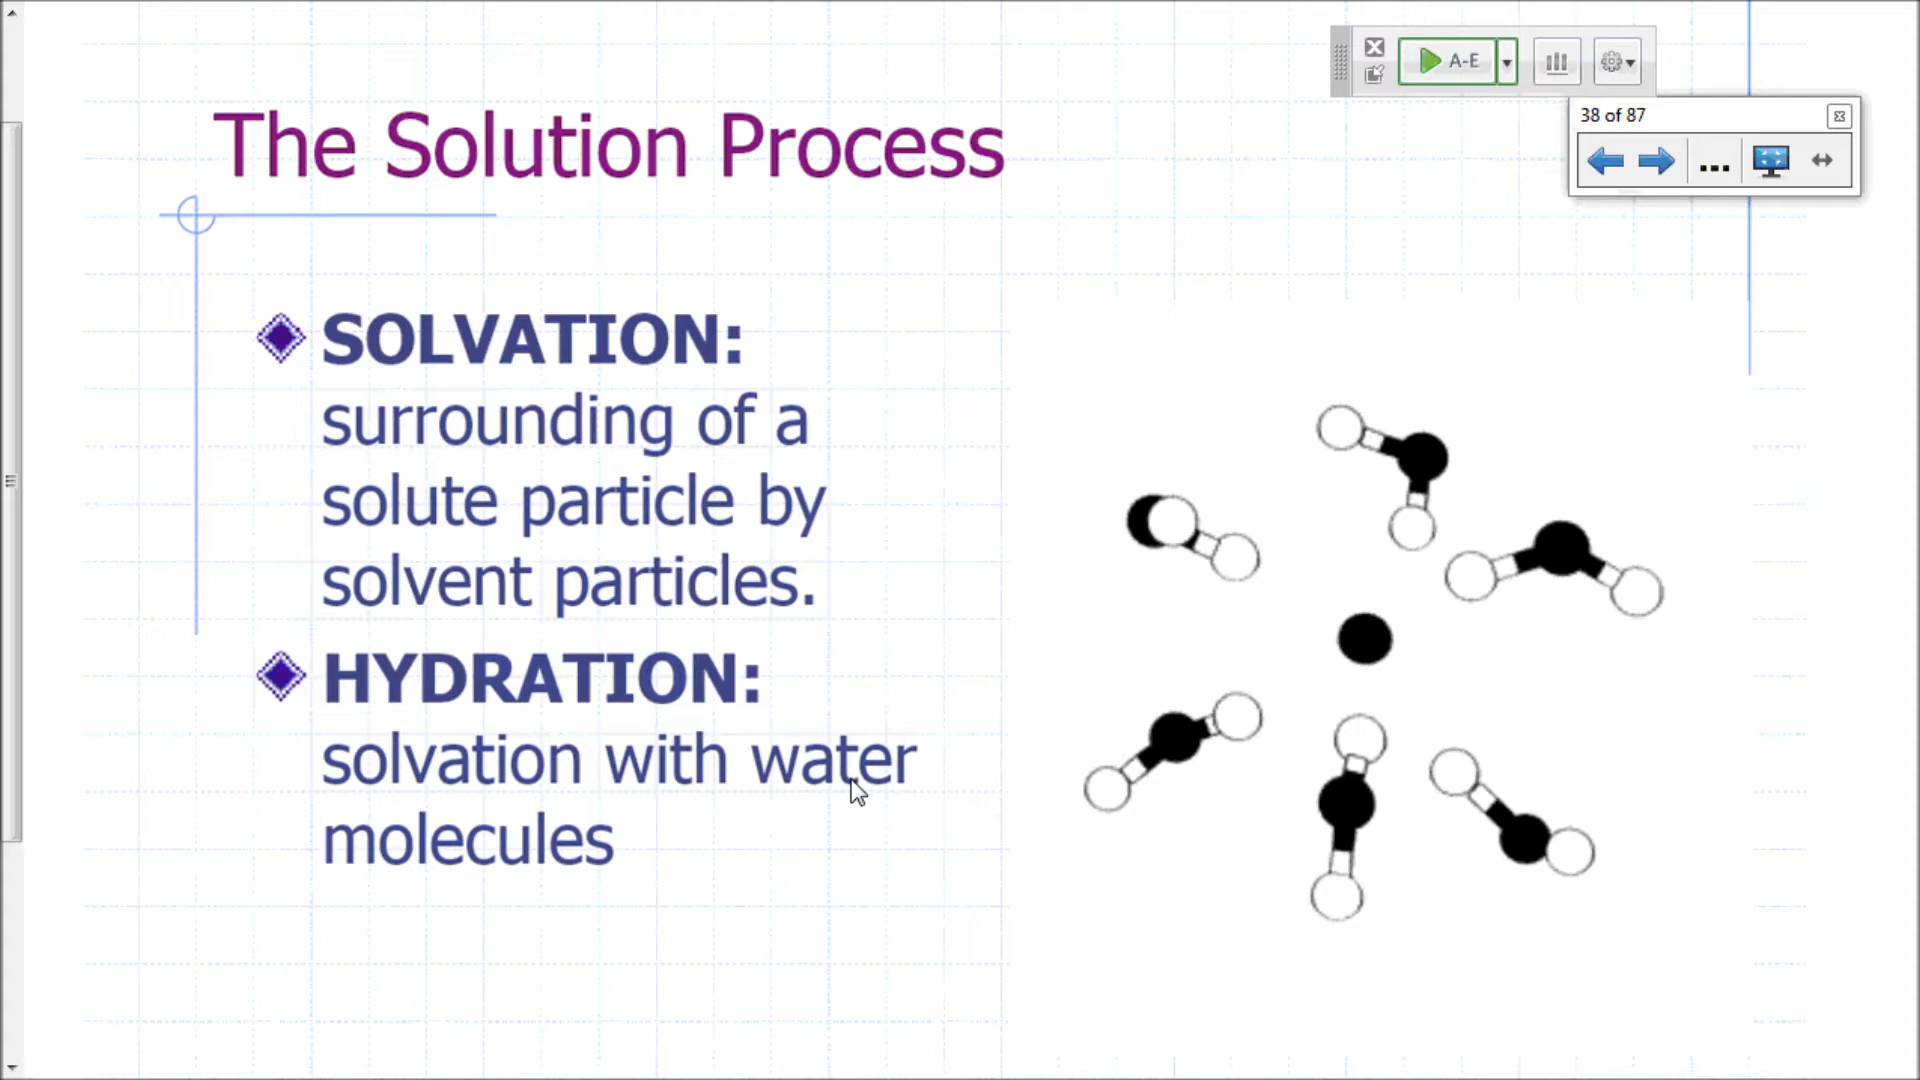 A-E
38 of 87
The Solution Process
SOLVATION:
surrounding of a
solute particle by
solvent particles.
HYDRATION:
solvation with water
molecules